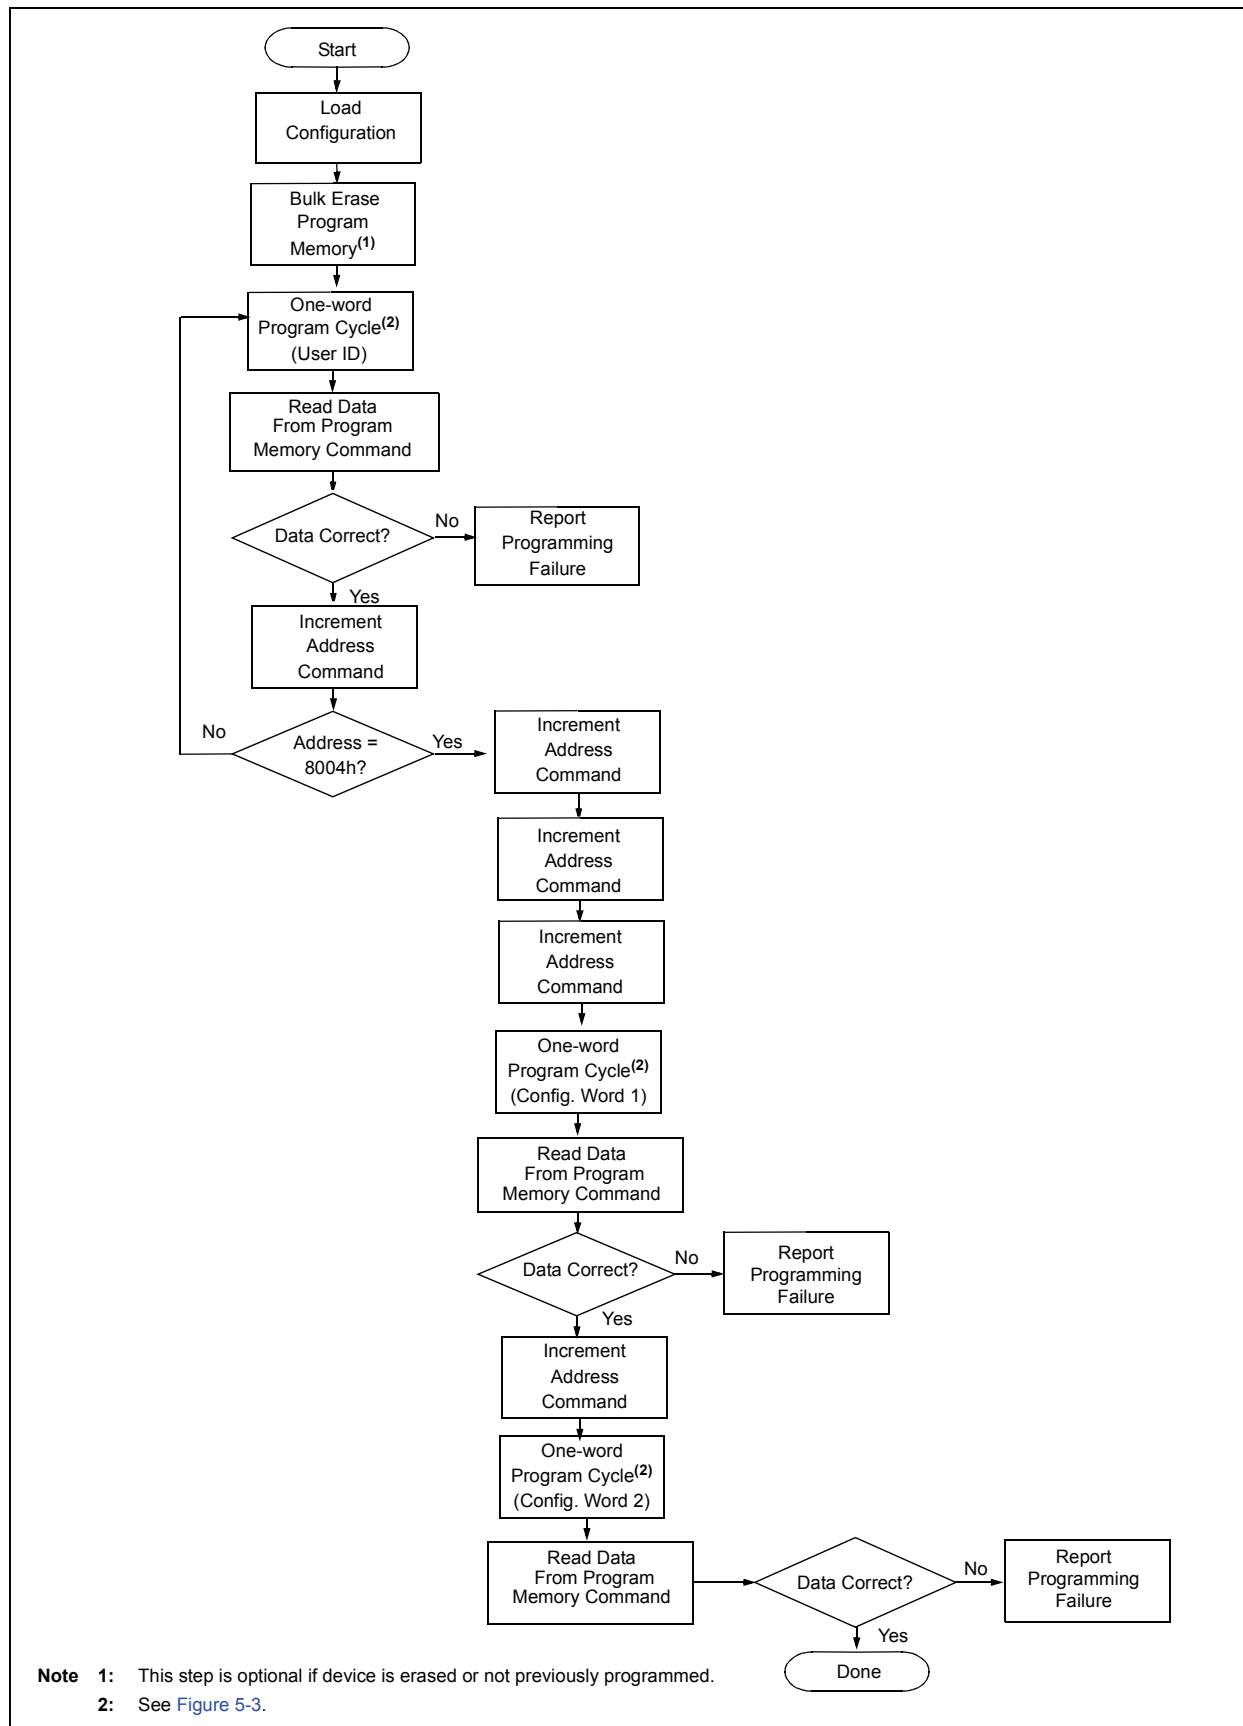 Start
Load
Configuration
Bulk Erase
Program
Memory(1)
One-word
Program Cycle(2)
(User ID)
Read Data
From Program
Memory Command
Data Correct?
No
Report
Programming
Failure
Yes
Increment
Address
Command
No
Address =
8004h?
Yes
Increment
Address
Command
Increment
Address
Command
Increment
Address
Command
One-word
Program Cycle(2)
(Config. Word 1)
Read Data
From Program
Memory Command
Data Correct?
No
Report
Programming
Failure
Yes
Increment
Address
Command
One-word
Program Cycle(2)
(Config. Word 2)
Read Data
From Program
Memory Command
Data Correct?
No
Report
Programming
Failure
Yes
Done
Note 1: This step is optional if device is erased or not previously programmed.
2: See Figure 5-3.